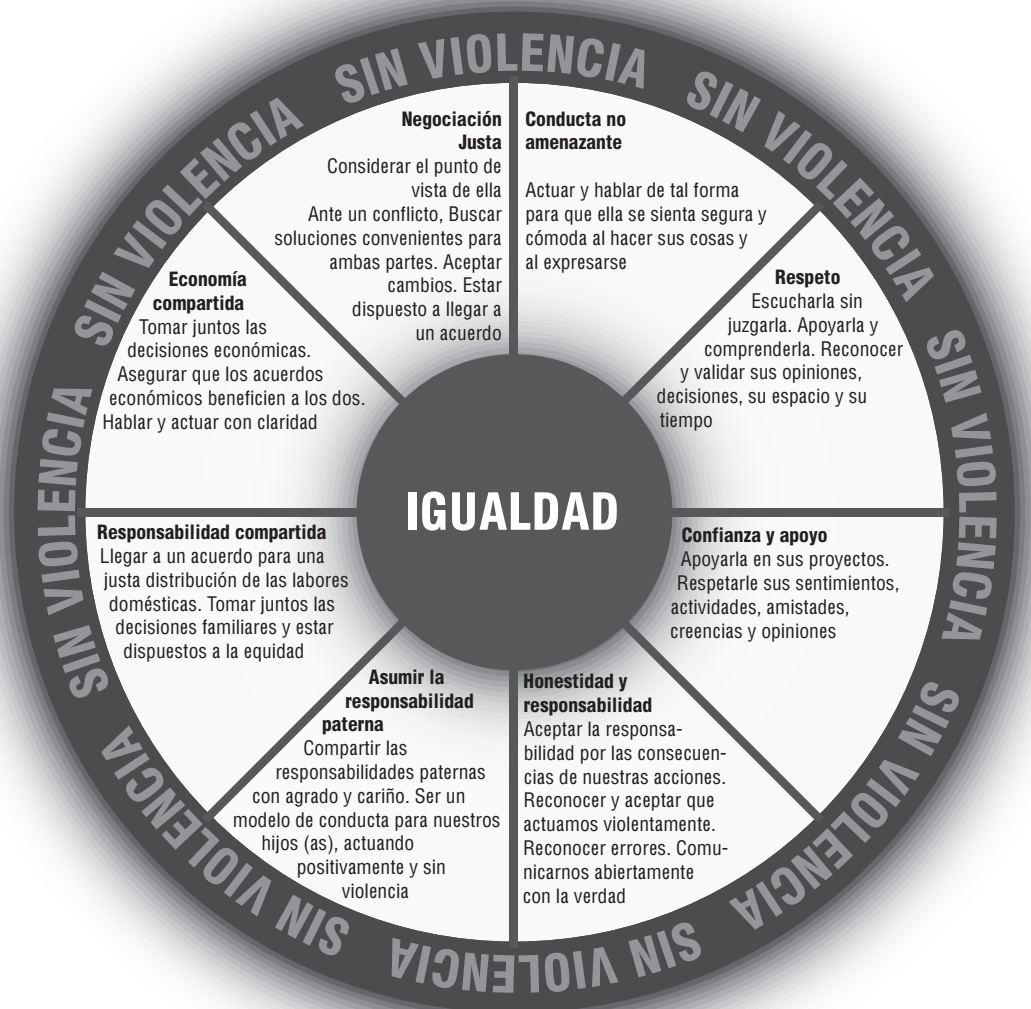 SIN VIOLENCIA
SIN VIOLENCIA
SIN VIOLENCIA
SIN VIOLENCIA
SIN VIOLENCIA
SIN VIOLENCIA
SIN VIOLENCIA
SIN VIOLENCIA
IGUALDAD
Conducta no
amenazante
Actuar y hablar de tal forma
para que ella se sienta segura y
cómoda al hacer sus cosas y
al expresarse
Respeto
Escucharla sin
juzgarla. Apoyarla y
comprenderla. Reconocer
y validar sus opiniones,
decisiones, su espacio y su
tiempo
Confianza y apoyo
Apoyarla en sus proyectos.
Respetarle sus sentimientos,
actividades, amistades,
creencias y opiniones
Honestidad y
responsabilidad
Aceptar la responsa-
bilidad por las consecuen-
cias de nuestras acciones.
Reconocer y aceptar que
actuamos violentamente.
Reconocer errores. Comu-
nicarnos abiertamente
con la verdad
Asumir la
responsabilidad
paterna
Compartir las
responsabilidades paternas
con agrado y cariño. Ser un
modelo de conducta para nuestros
hijos (as), actuando
positivamente y sin
violencia
Responsabilidad compartida
Llegar a un acuerdo para una
justa distribución de las labores
domésticas. Tomar juntos las
decisiones familiares y estar
dispuestos a la equidad
Economía
compartida
Tomar juntos las
decisiones económicas.
Asegurar que los acuerdos
económicos beneficien a los dos.
Hablar y actuar con claridad
Negociación
Justa
Considerar el punto de
vista de ella
Ante un conflicto, Buscar
soluciones convenientes para
ambas partes. Aceptar
cambios. Estar
dispuesto a llegar a
un acuerdo